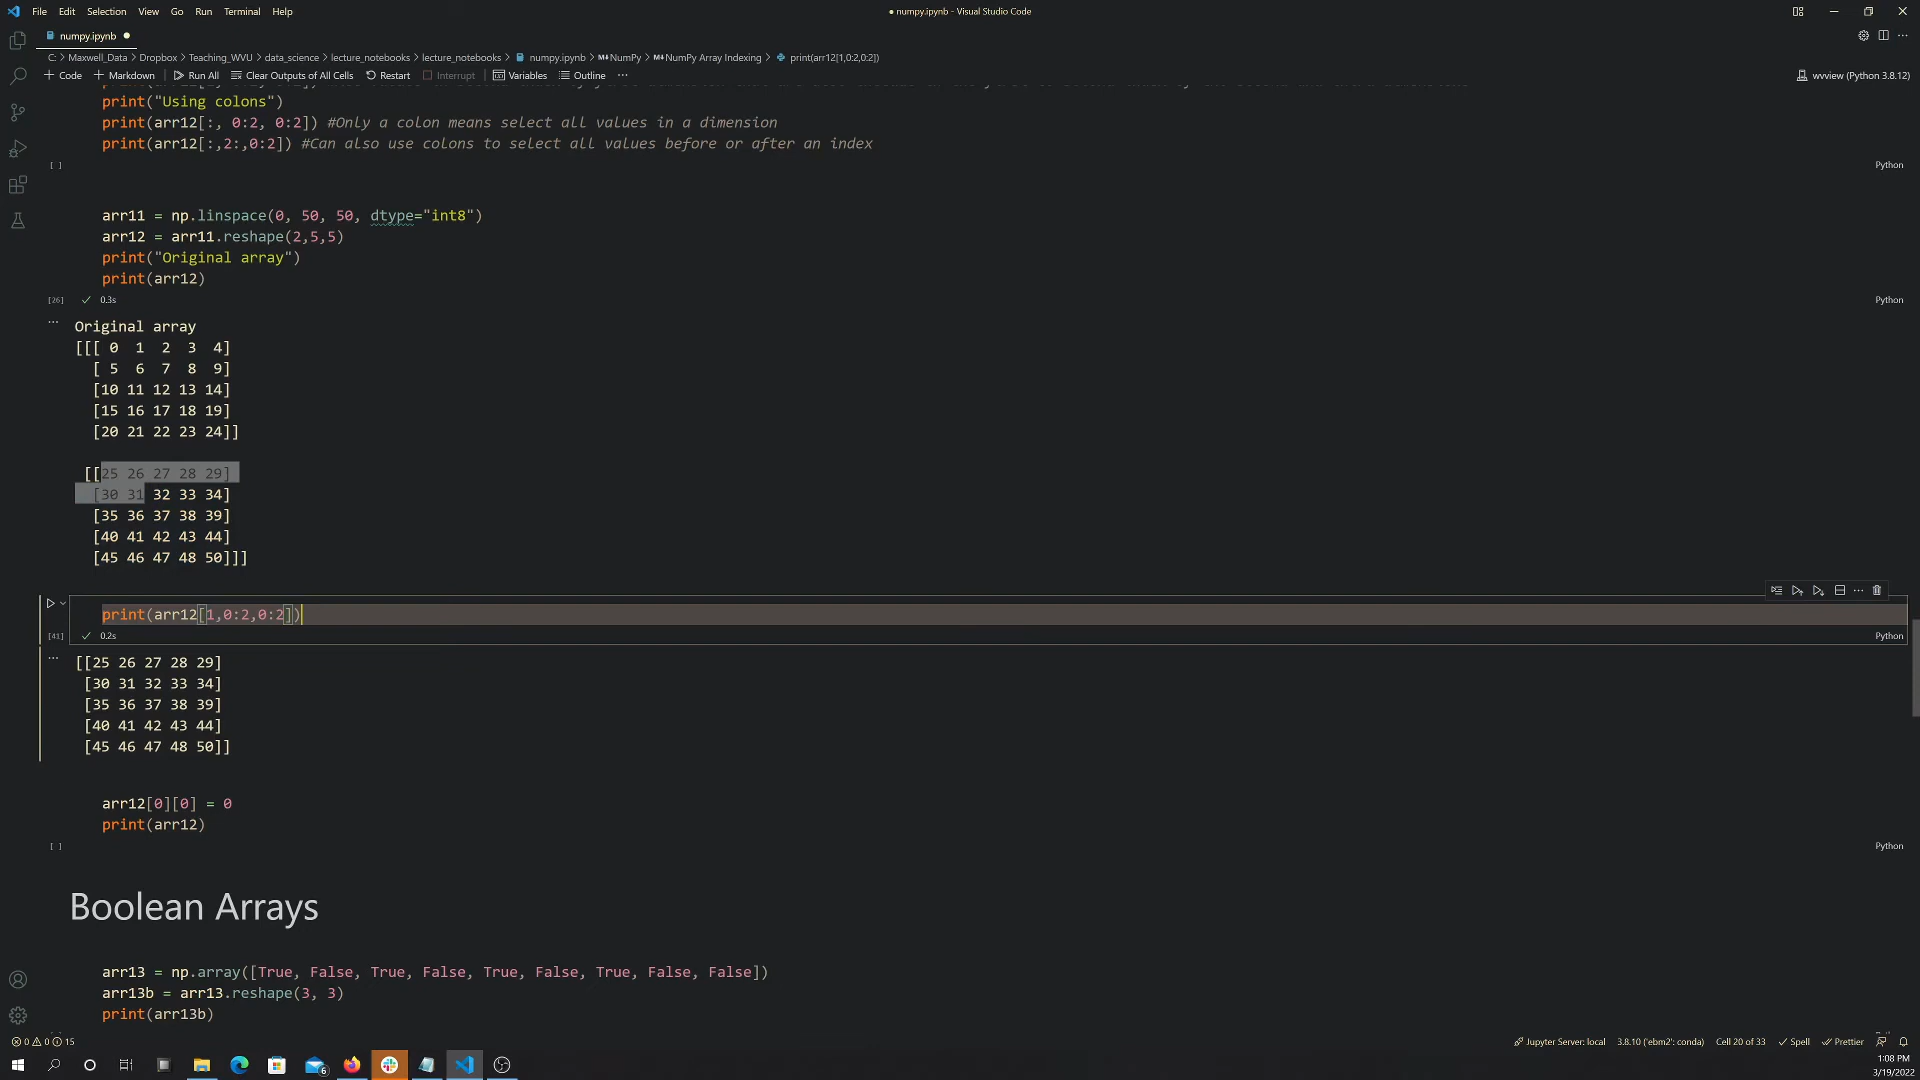 File Edit Selection View Go Run Terminal Help
● numpy.ipynb - Visual Studio Code
numpy.ipynb ●
C: > Maxwell_Data > Dropbox > Teaching_WVU > data_science > lecture_notebooks > lecture_notebooks > numpy.ipynb > M↓NumPy > M↓NumPy Array Indexing > print(arr12[1,0:2,0:2])
+ Code + Markdown Run All Clear Outputs of All Cells Restart Interrupt Variables Outline ...
wvview (Python 3.8.12)
print("Using colons")
print(arr12[:, 0:2, 0:2]) #Only a colon means select all values in a dimension
print(arr12[:,2:,0:2]) #Can also use colons to select all values before or after an index
[ ]
Python
arr11 = np.linspace(0, 50, 50, dtype="int8")
arr12 = arr11.reshape(2,5,5)
print("Original array")
print(arr12)
[26] ✓ 0.3s
Python
... Original array
[[[ 0 1 2 3 4]
[ 5 6 7 8 9]
[10 11 12 13 14]
[15 16 17 18 19]
[20 21 22 23 24]]
[[25 26 27 28 29]
[30 31 32 33 34]
[35 36 37 38 39]
[40 41 42 43 44]
[45 46 47 48 50]]]
print(arr12[1,0:2,0:2])
[41] ✓ 0.2s
Python
... [[25 26 27 28 29]
[30 31 32 33 34]
[35 36 37 38 39]
[40 41 42 43 44]
[45 46 47 48 50]]
arr12[0][0] = 0
print(arr12)
[ ]
Python
Boolean Arrays
arr13 = np.array([True, False, True, False, True, False, True, False, False])
arr13b = arr13.reshape(3, 3)
print(arr13b)
0 0 15
Jupyter Server: local 3.8.10 ('ebm2': conda) Cell 20 of 33 ✓ Spell ✓✓ Prettier
6
1:08 PM
3/19/2022